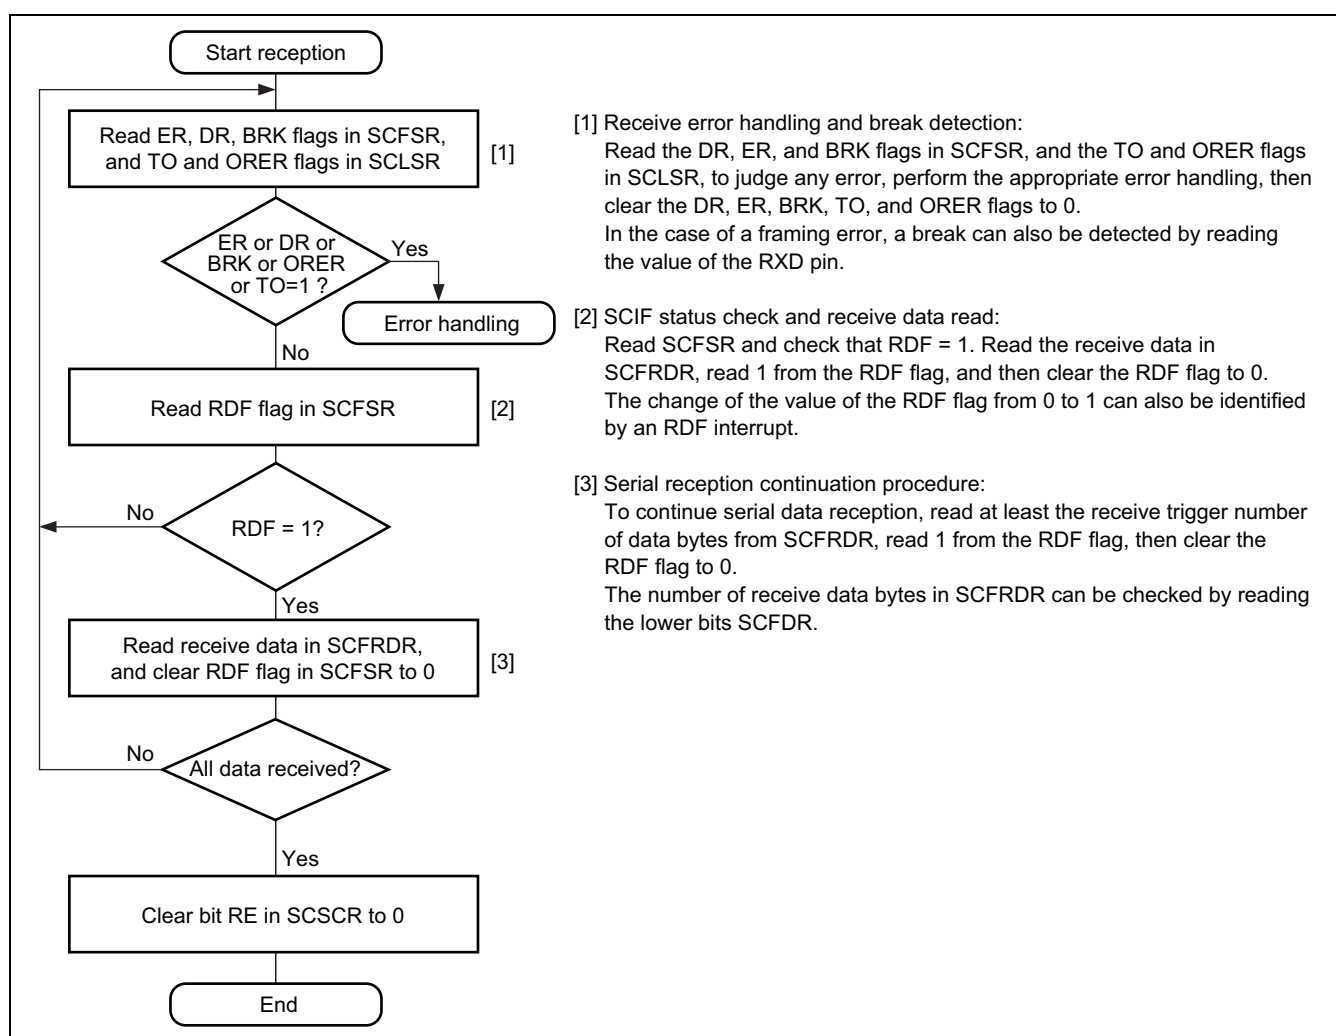 Start reception
Read ER, DR, BRK flags in SCFSR,
and TO and ORER flags in SCLSR
[1]
ER or DR or
BRK or ORER
or TO=1 ?
Yes
Error handling
No
Read RDF flag in SCFSR
[2]
No
RDF = 1?
Yes
Read receive data in SCFRDR,
and clear RDF flag in SCFSR to 0
[3]
No
All data received?
Yes
Clear bit RE in SCSCR to 0
End
[1] Receive error handling and break detection:
Read the DR, ER, and BRK flags in SCFSR, and the TO and ORER flags
in SCLSR, to judge any error, perform the appropriate error handling, then
clear the DR, ER, BRK, TO, and ORER flags to 0.
In the case of a framing error, a break can also be detected by reading
the value of the RXD pin.
[2] SCIF status check and receive data read:
Read SCFSR and check that RDF = 1. Read the receive data in
SCFRDR, read 1 from the RDF flag, and then clear the RDF flag to 0.
The change of the value of the RDF flag from 0 to 1 can also be identified
by an RDF interrupt.
[3] Serial reception continuation procedure:
To continue serial data reception, read at least the receive trigger number
of data bytes from SCFRDR, read 1 from the RDF flag, then clear the
RDF flag to 0.
The number of receive data bytes in SCFRDR can be checked by reading
the lower bits SCFDR.